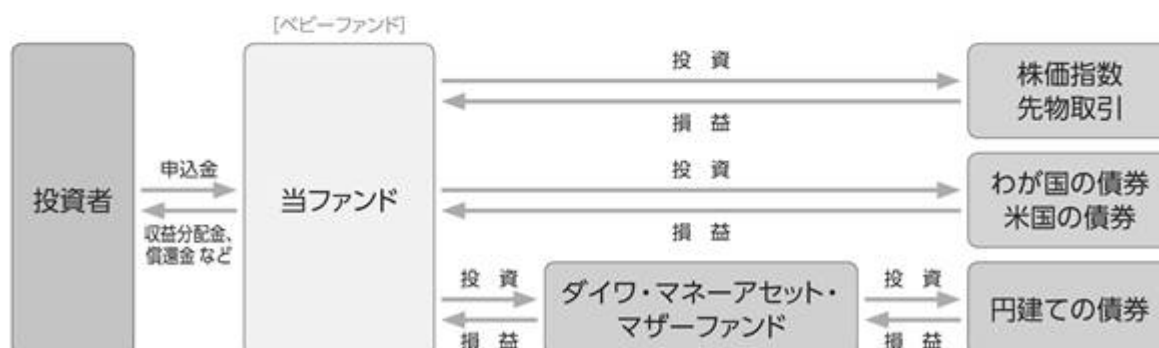 [ベビーファンド]
投資者
申込金
収益分配金、
償還金 など
当ファンド
投 資
損 益
株価指数
先物取引
投 資
損 益
わが国の債券
米国の債券
投 資
損 益
ダイワ・マネーアセット・
マザーファンド
投 資
損 益
円建ての債券